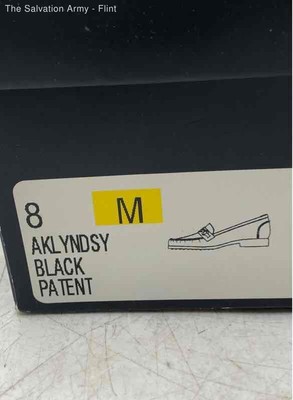 The Salvation Army - Flint
8 M
AKLYNDSY
BLACK
PATENT